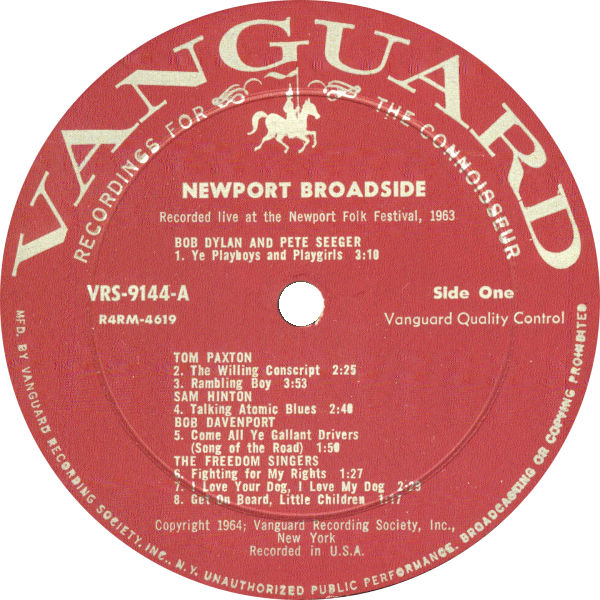 VANGUARD
RECORDINGS FOR THE CONNOISSEUR
NEWPORT BROADSIDE
Recorded live at the Newport Folk Festival, 1963
BOB DYLAN AND PETE SEEGER
1. Ye Playboys and Playgirls 3:10
VRS-9144-A
R4RM-4619
Side One
Vanguard Quality Control
TOM PAXTON
2. The Willing Conscript 2:25
3. Rambling Boy 3:53
SAM HINTON
4. Talking Atomic Blues 2:40
BOB DAVENPORT
5. Come All Ye Gallant Drivers
(Song of the Road) 1:50
THE FREEDOM SINGERS
6. Fighting for My Rights 1:27
7. I Love Your Dog, I Love My Dog 2:28
8. Get On Board, Little Children 1:17
Copyright 1964; Vanguard Recording Society, Inc.,
New York
Recorded in U.S.A.
MFD. BY VANGUARD RECORDING SOCIETY, INC., N.Y. UNAUTHORIZED PUBLIC PERFORMANCE, BROADCASTING OR COPYING PROHIBITED